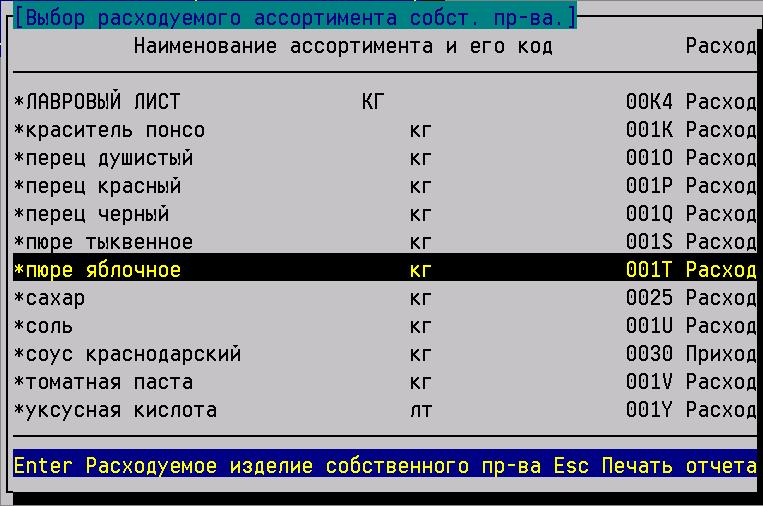 [Выбор расходуемого ассортимента собст. пр-ва.]
Наименование ассортимента и его код Расход
*ЛАВРОВЫЙ ЛИСТ КГ 00К4 Расход
*краситель понсо кг 001К Расход
*перец душистый кг 001O Расход
*перец красный кг 001P Расход
*перец черный кг 001Q Расход
*пюре тыквенное кг 001S Расход
*пюре яблочное кг 001T Расход
*сахар кг 0025 Расход
*соль кг 001U Расход
*соус краснодарский кг 0030 Приход
*томатная паста кг 001V Расход
*уксусная кислота лт 001Y Расход
Enter Расходуемое изделие собственного пр-ва Esc Печать отчета